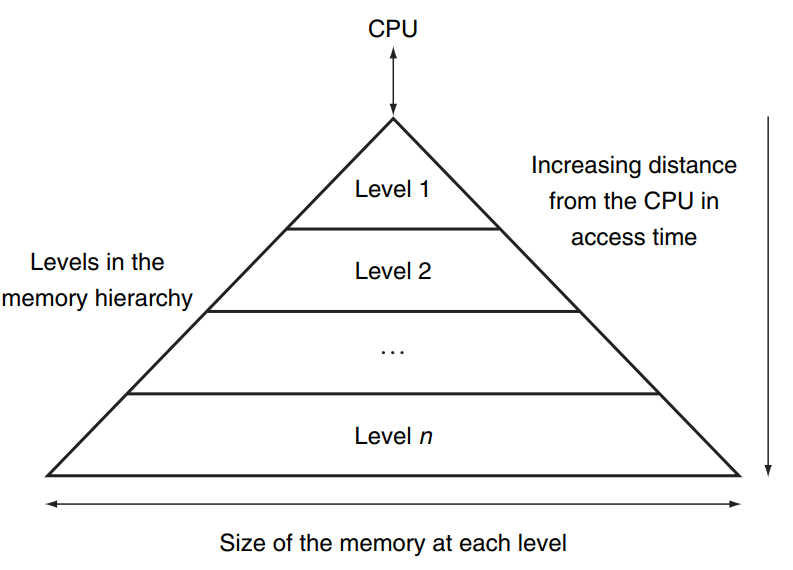 CPU
Level 1
Increasing distance
from the CPU in
access time
Levels in the
memory hierarchy
Level 2
...
Level n
Size of the memory at each level